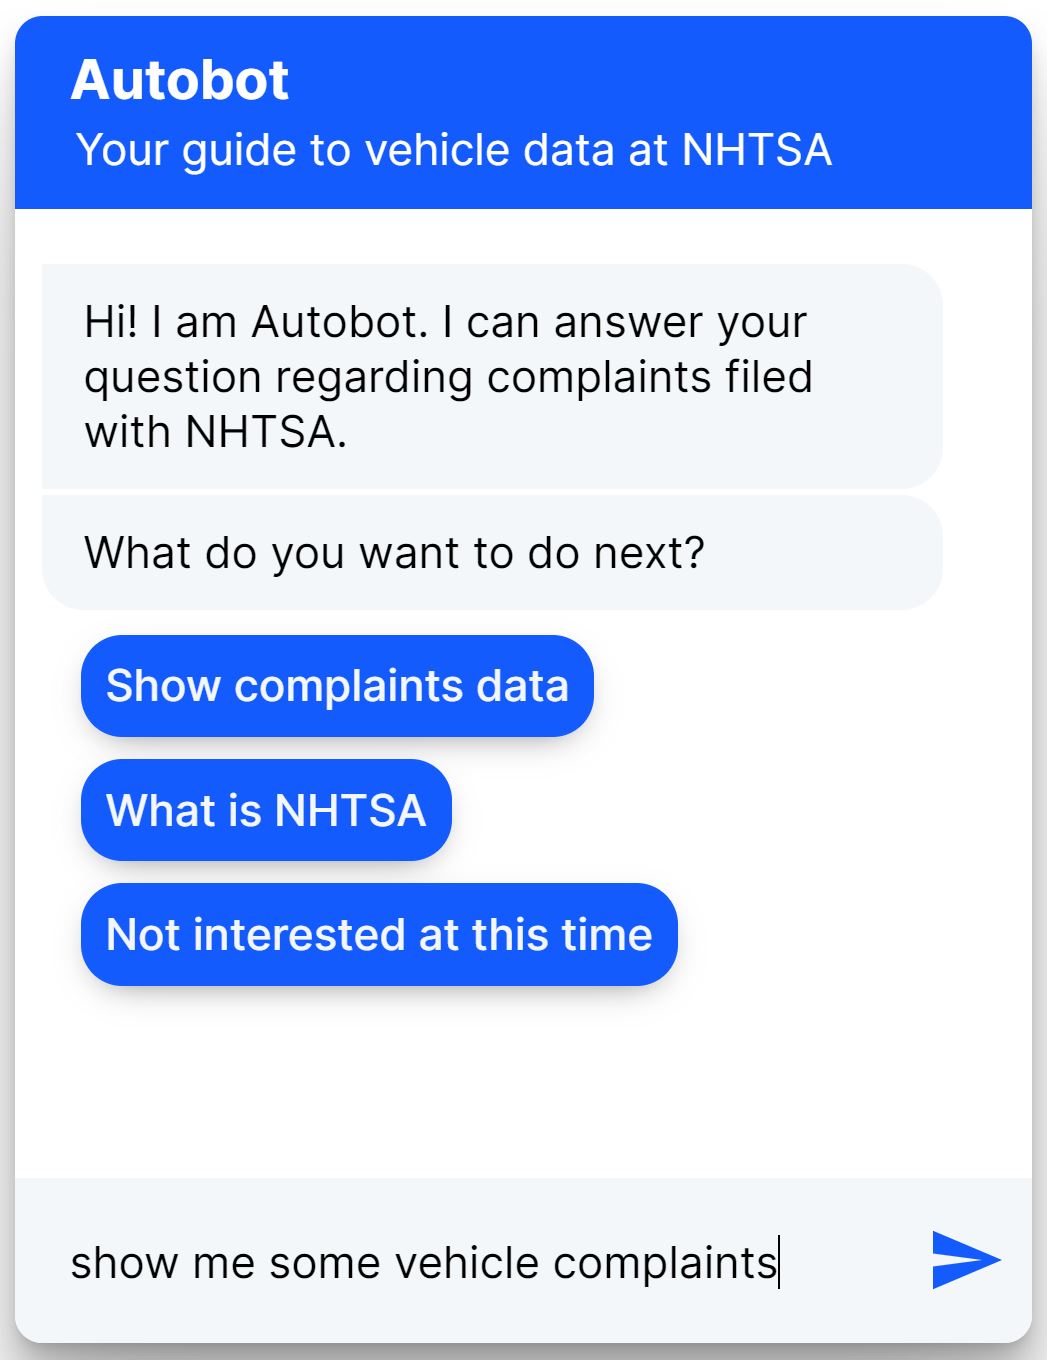 Autobot
Your guide to vehicle data at NHTSA
Hi! I am Autobot. I can answer your
question regarding complaints filed
with NHTSA.
What do you want to do next?
Show complaints data
What is NHTSA
Not interested at this time
show me some vehicle complaints